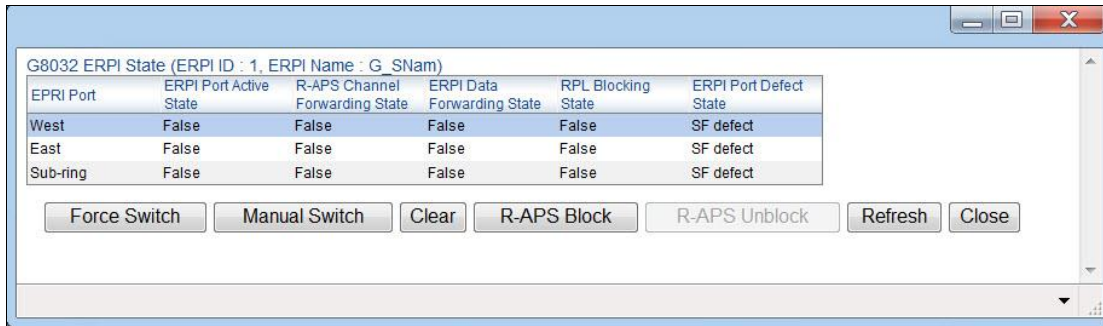 G8032 ERPI State (ERPI ID : 1, ERPI Name : G_SNam)
EPRI Port ERPI Port Active State R-APS Channel Forwarding State ERPI Data Forwarding State RPL Blocking State ERPI Port Defect State
West False False False False SF defect
East False False False False SF defect
Sub-ring False False False False SF defect
Force Switch Manual Switch Clear R-APS Block R-APS Unblock Refresh Close